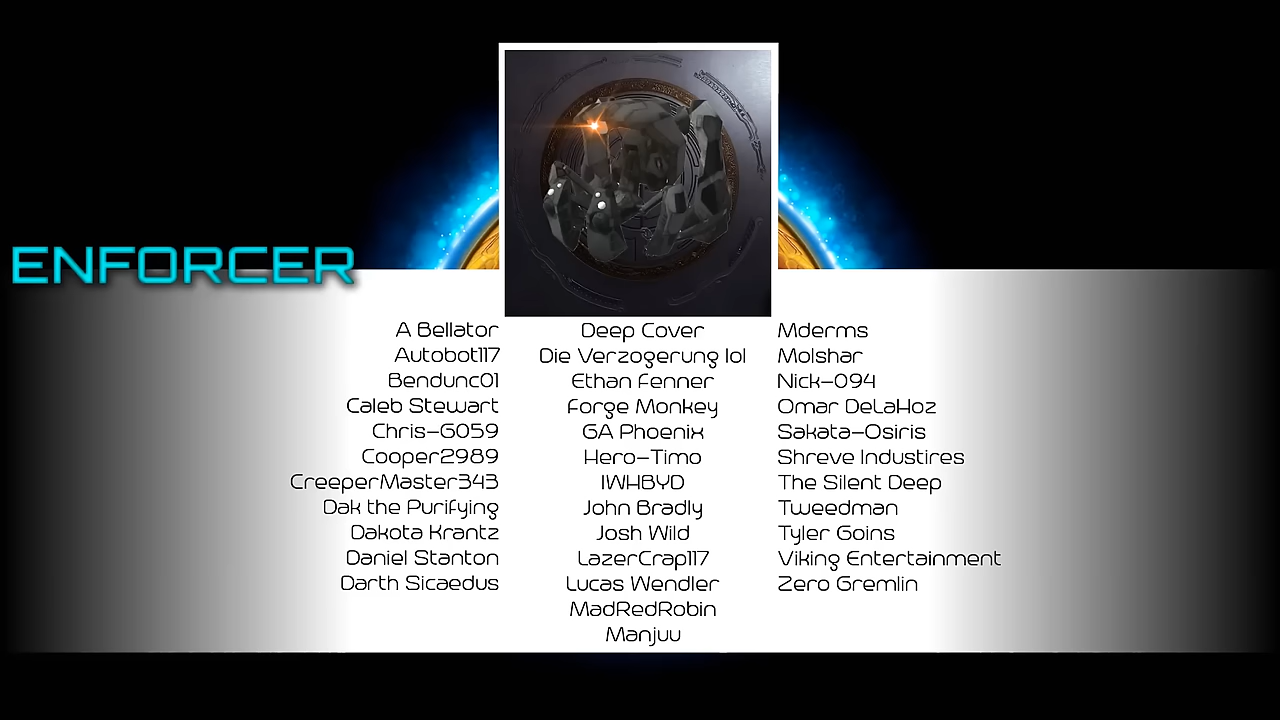 ENFORCER
A Bellator
Autobot117
Bendunc01
Caleb Stewart
Chris-G059
Cooper2989
CreeperMaster343
Dak the Purifying
Dakota Krantz
Daniel Stanton
Darth Sicaedus
Deep Cover
Die Verzogerung lol
Ethan Fenner
Forge Monkey
GA Phoenix
Hero-Timo
IWHBYD
John Bradly
Josh Wild
LazerCrap117
Lucas Wendler
MadRedRobin
Manjuu
Mderms
Molshar
Nick-094
Omar DeLaHoz
Sakata-Osiris
Shreve Industires
The Silent Deep
Tweedman
Tyler Goins
Viking Entertainment
Zero Gremlin